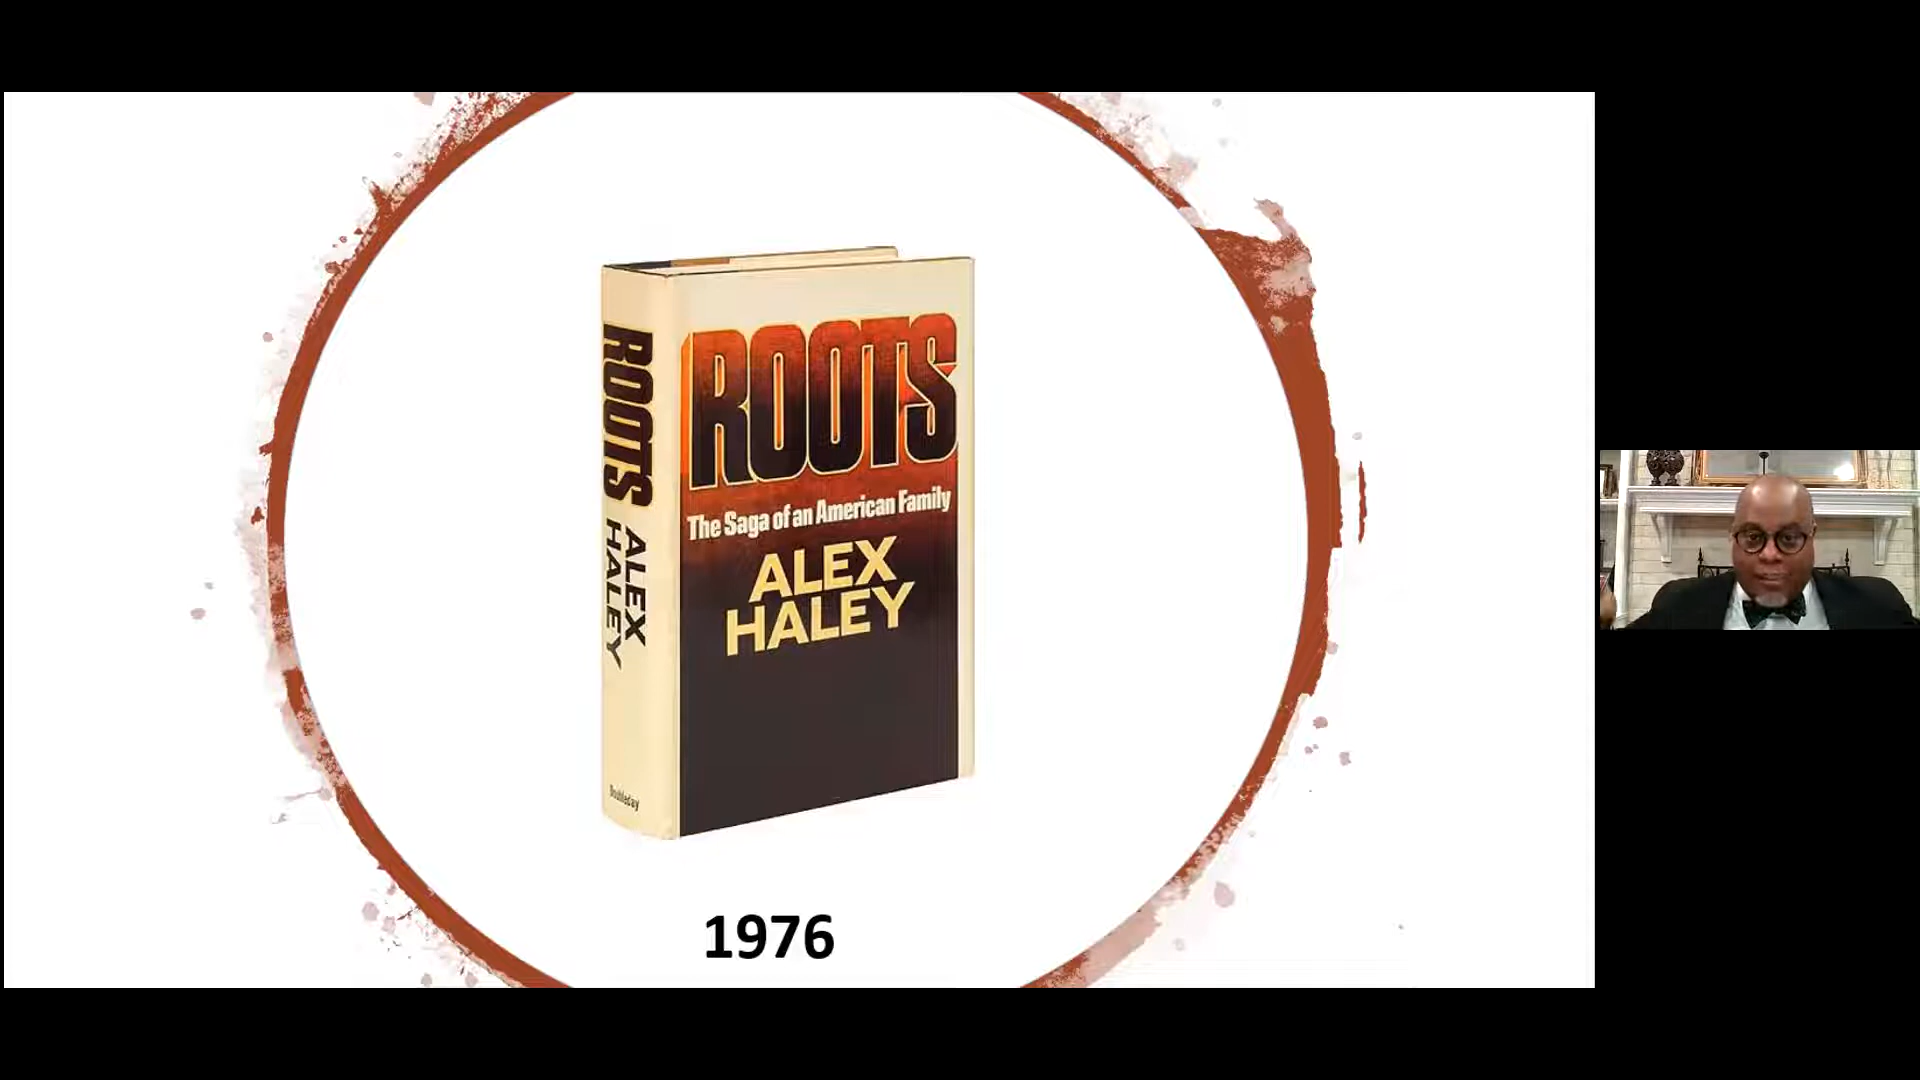 ROOTS
ALEX
HALEY
Doubleday
ROOTS
The Saga of an American Family
ALEX
HALEY
1976